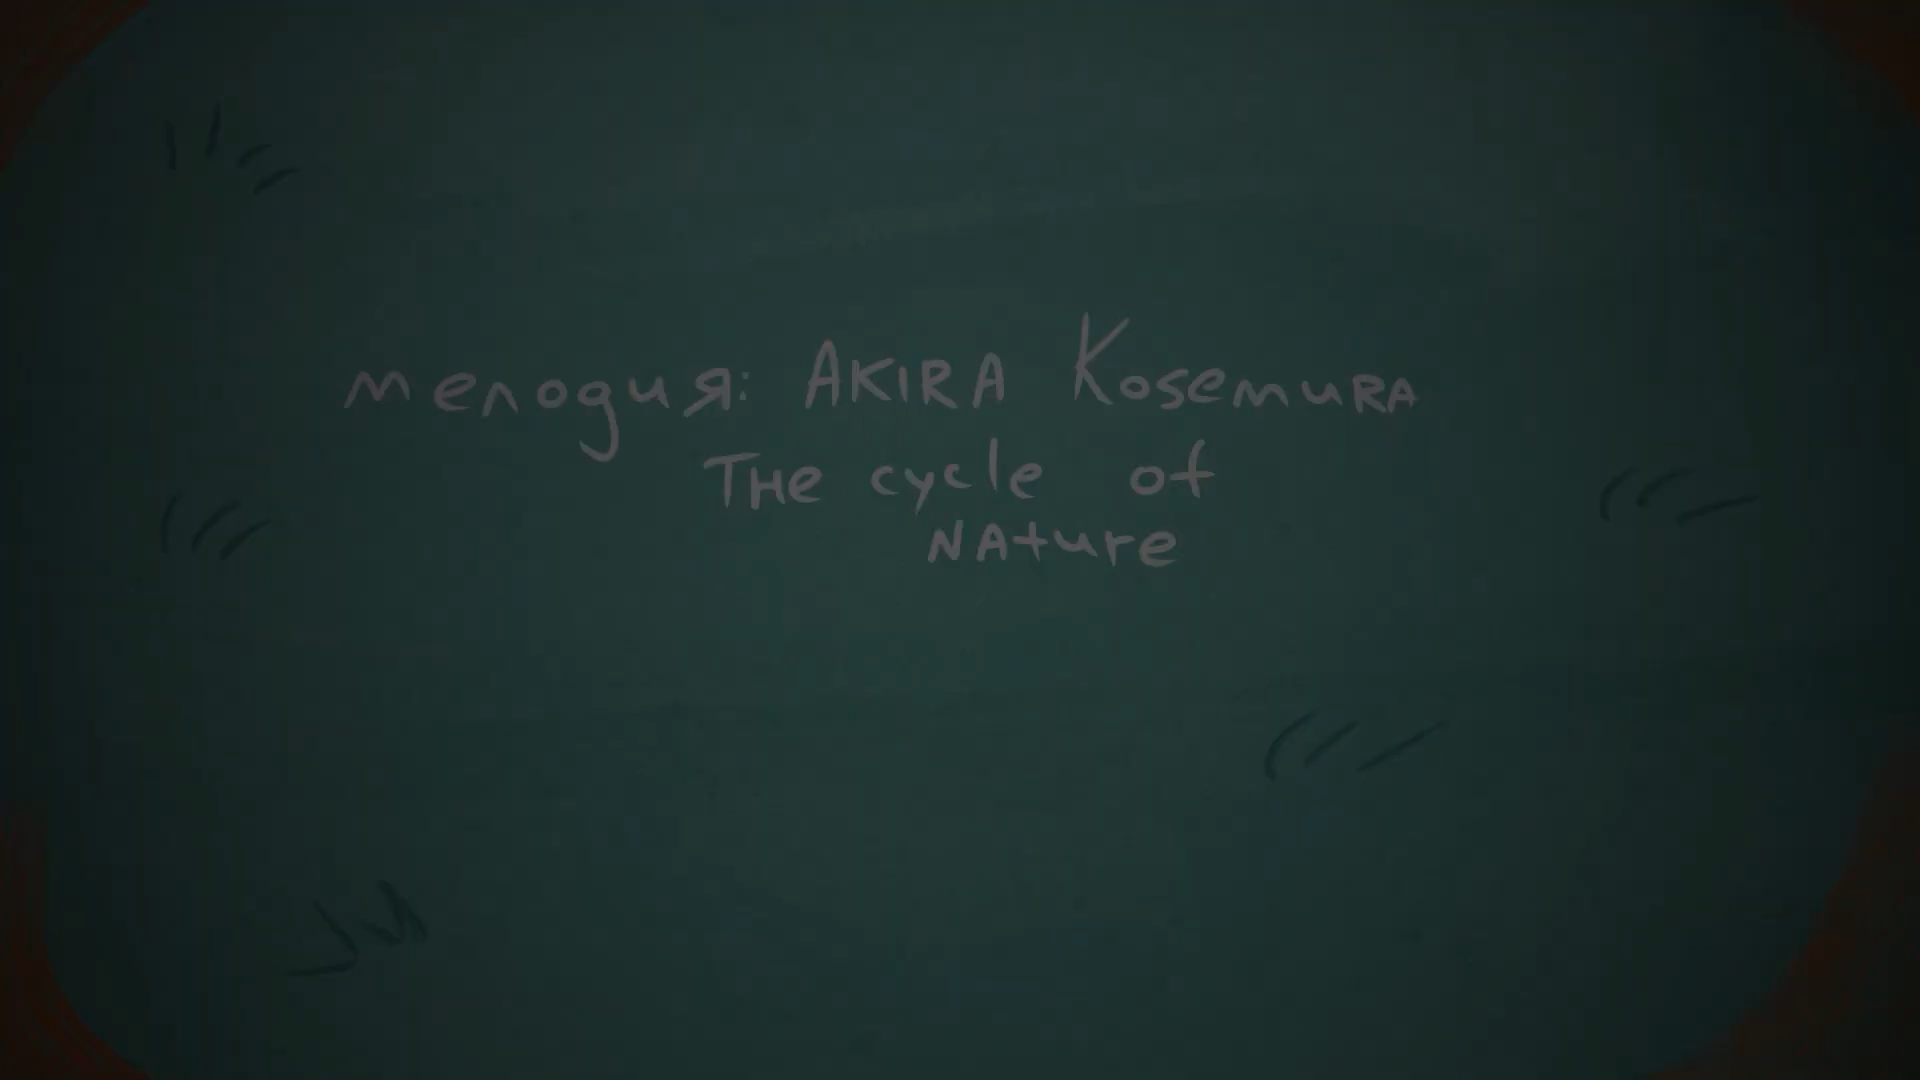 мелодия: AKIRA Kosemura
The cycle of
NAture